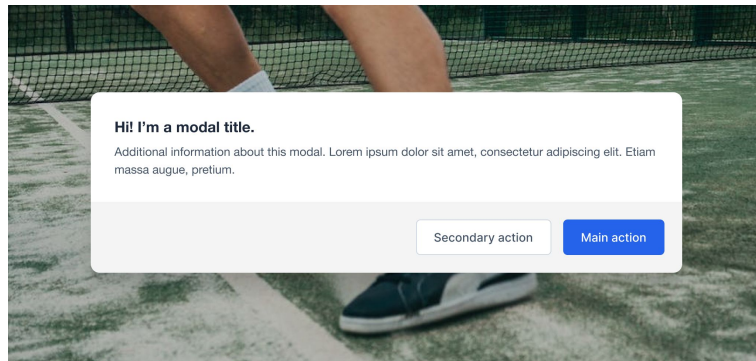 Hi! I’m a modal title.
Additional information about this modal. Lorem ipsum dolor sit amet, consectetur adipiscing elit. Etiam
massa augue, pretium.
Secondary action
Main action